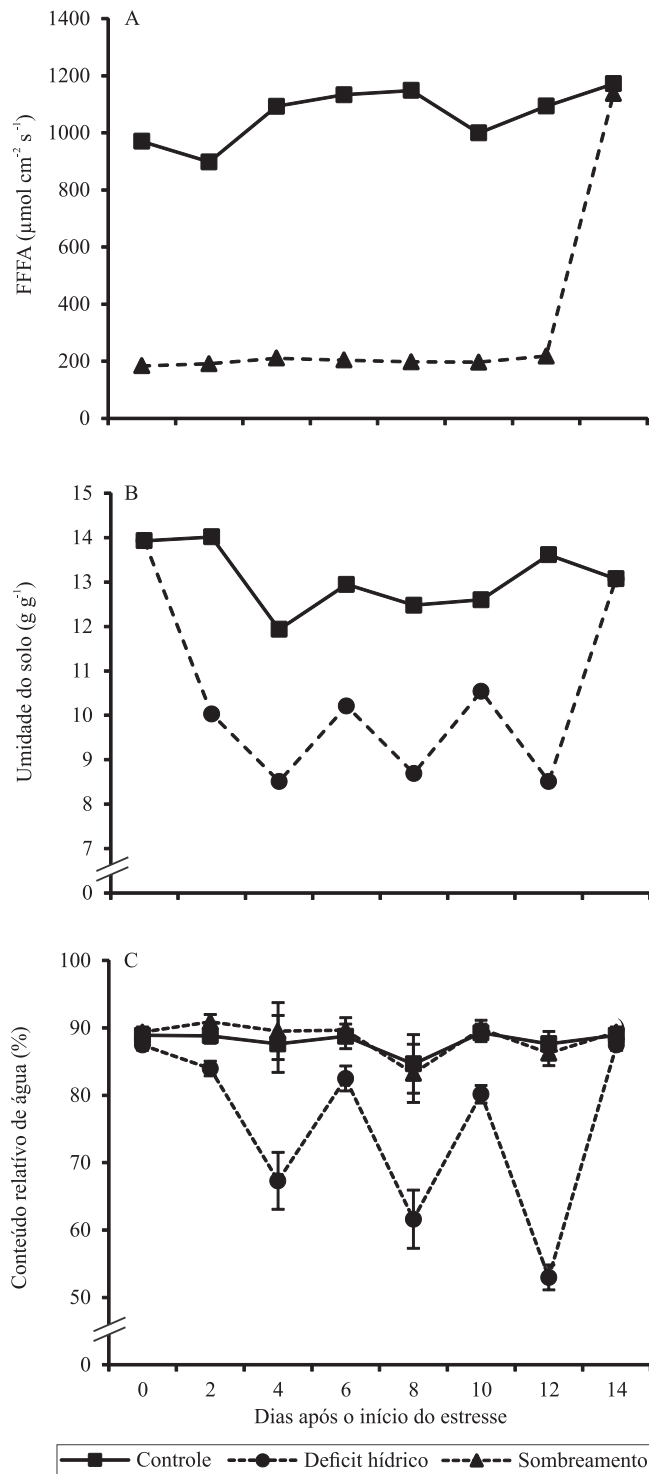 A
FFFA (µmol cm⁻² s⁻¹)
1400
1200
1000
800
600
400
200
0
B
Umidade do solo (g g⁻¹)
15
14
13
12
11
10
9
8
7
0
C
Conteúdo relativo de água (%)
100
90
80
70
60
50
0
0 2 4 6 8 10 12 14
Dias após o início do estresse
Controle Deficit hídrico Sombreamento